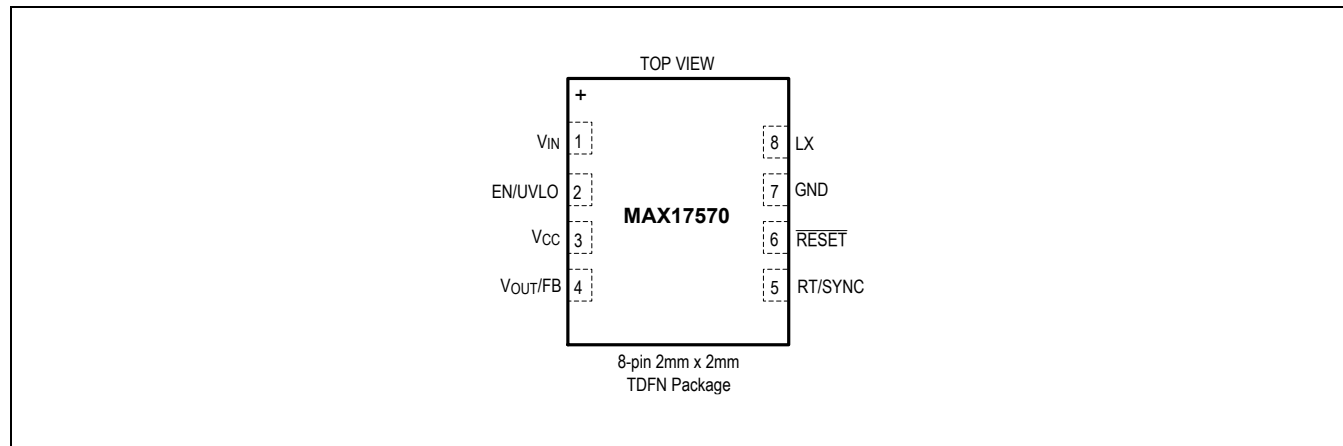 TOP VIEW
+
VIN 1
8 LX
EN/UVLO 2
7 GND
MAX17570
VCC 3
6 RESET
VOUT/FB 4
5 RT/SYNC
8-pin 2mm x 2mm
TDFN Package